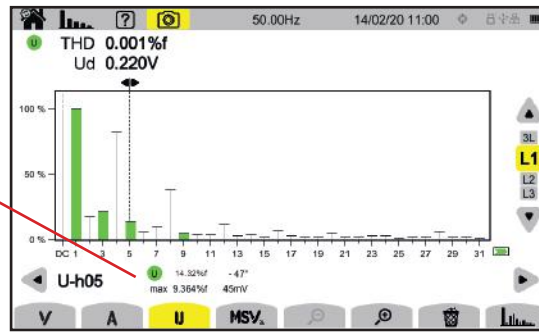 ? 50.00Hz 14/02/20 11:00
U THD 0.001%f
Ud 0.220V
100 %
50 %
0 %
3L
L1
L2
L3
DC 1 3 5 7 9 11 13 15 17 19 21 23 25 27 29 31
U-h05 U 14.32%f -47°
max 9.364%f 45mV
V A U MSV